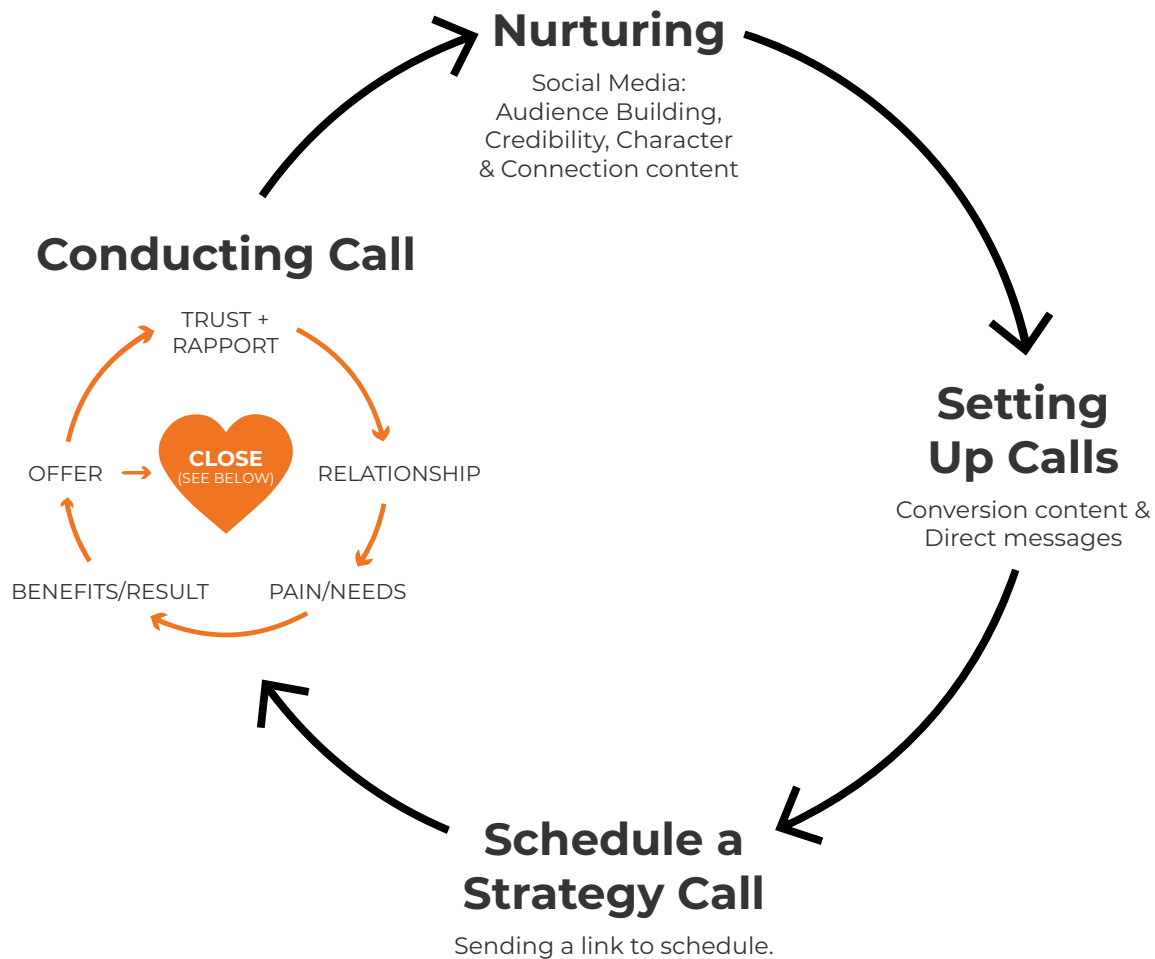 Nurturing
Social Media:
Audience Building,
Credibility, Character
& Connection content
Setting
Up Calls
Conversion content &
Direct messages
Schedule a
Strategy Call
Sending a link to schedule.
Conducting Call
TRUST +
RAPPORT
RELATIONSHIP
PAIN/NEEDS
BENEFITS/RESULT
OFFER
CLOSE
(SEE BELOW)